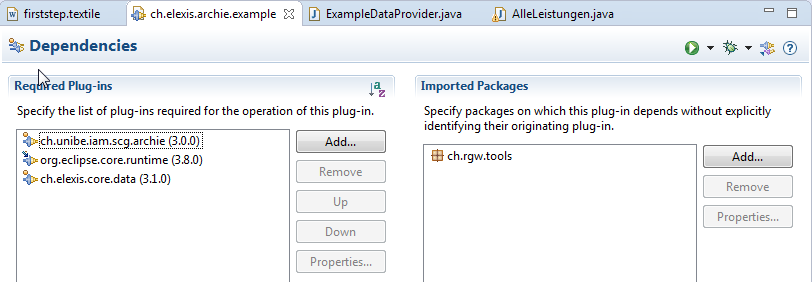 firststep.textile
ch.elexis.archie.example
ExampleDataProvider.java
AlleLeistungen.java
Dependencies
Required Plug-ins
Specify the list of plug-ins required for the operation of this plug-in.
ch.unibe.iam.scg.archie (3.0.0)
org.eclipse.core.runtime (3.8.0)
ch.elexis.core.data (3.1.0)
Add...
Remove
Up
Down
Properties...
Imported Packages
Specify packages on which this plug-in depends without explicitly
identifying their originating plug-in.
ch.rgw.tools
Add...
Remove
Properties...